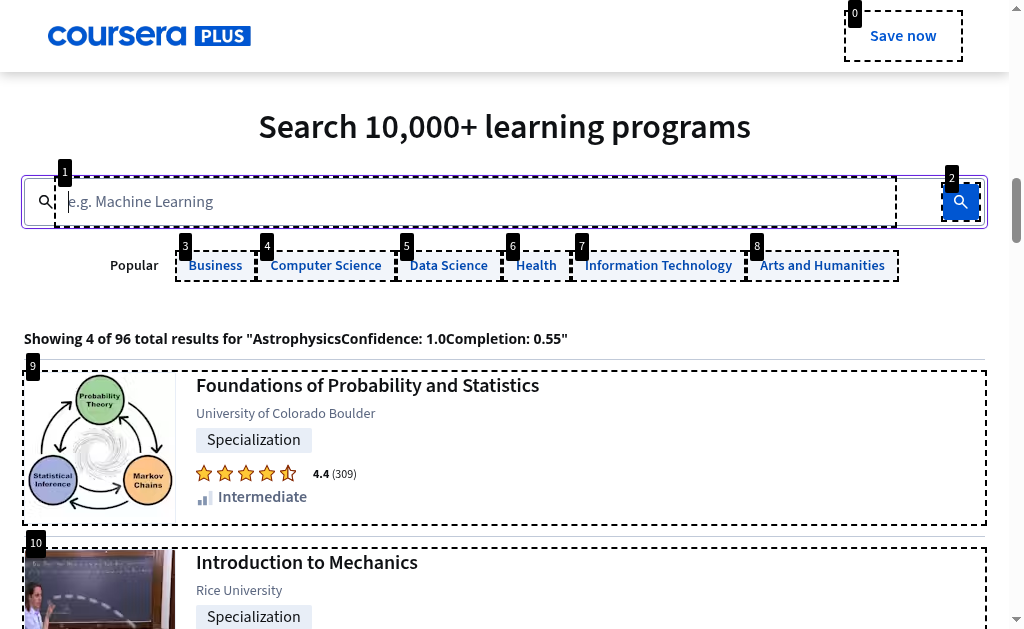 coursera PLUS
0
Save now
Search 10,000+ learning programs
1
2
e.g. Machine Learning
3
4
5
6
7
8
Popular
Business
Computer Science
Data Science
Health
Information Technology
Arts and Humanities
Showing 4 of 96 total results for "AstrophysicsConfidence: 1.0Completion: 0.55"
9
Probability Theory
Statistical Inference
Markov Chains
Foundations of Probability and Statistics
University of Colorado Boulder
Specialization
4.4 (309)
Intermediate
10
Introduction to Mechanics
Rice University
Specialization